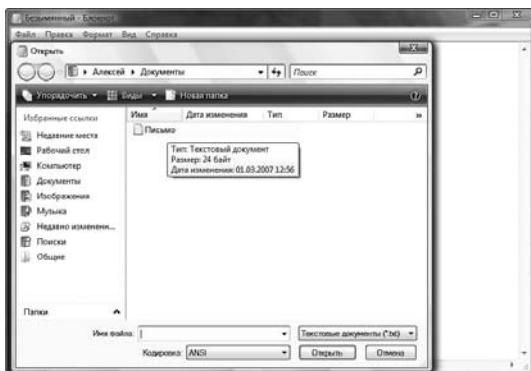 Безымянный - Блокнот
Файл Правка Формат Вид Справка
Открыть
Алексей ▸ Документы
Поиск
Упорядочить Виды Новая папка
Избранные ссылки
Имя Дата изменения Тип Размер »
Недавние места
Рабочий стол
Компьютер
Документы
Изображения
Музыка
Недавно изменени...
Поиски
Общие
Письмо
Тип: Текстовый документ
Размер: 24 байт
Дата изменения: 01.03.2007 12:56
Папки
Имя файла:
Текстовые документы (*.txt)
Кодировка: ANSI
Открыть Отмена